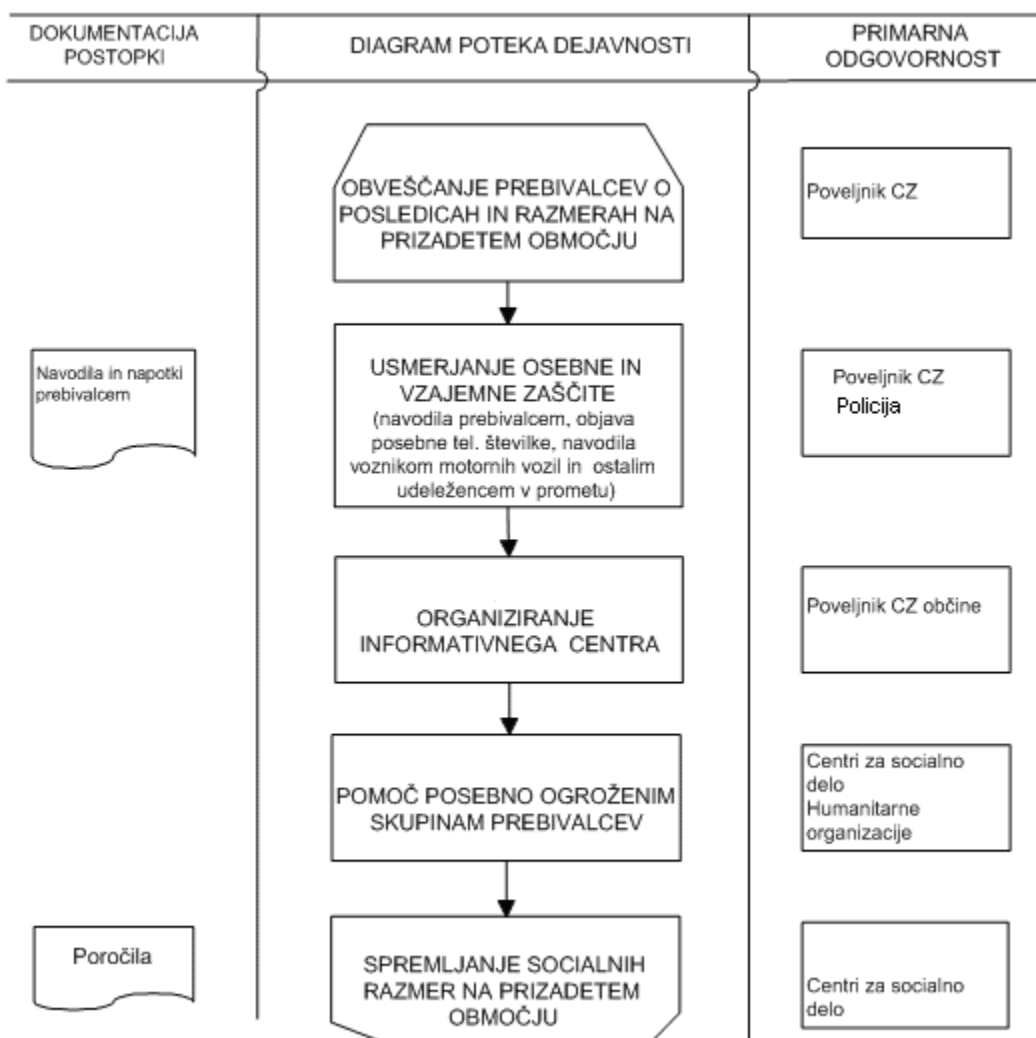 DOKUMENTACIJA
POSTOPKI
DIAGRAM POTEKA DEJAVNOSTI
PRIMARNA
ODGOVORNOST
OBVEŠČANJE PREBIVALCEV O
POSLEDICAH IN RAZMERAH NA
PRIZADETEM OBMOČJU
Poveljnik CZ
Navodila in napotki
prebivalcem
USMERJANJE OSEBNE IN
VZAJEMNE ZAŠČITE
(navodila prebivalcem, objava
posebne tel. številke, navodila
voznikom motornih vozil in ostalim
udeležencem v prometu)
Poveljnik CZ
Policija
ORGANIZIRANJE
INFORMATIVNEGA CENTRA
Poveljnik CZ občine
POMOČ POSEBNO OGROŽENIM
SKUPINAM PREBIVALCEV
Centri za socialno
delo
Humanitarne
organizacije
Poročila
SPREMLJANJE SOCIALNIH
RAZMER NA PRIZADETEM
OBMOČJU
Centri za socialno
delo